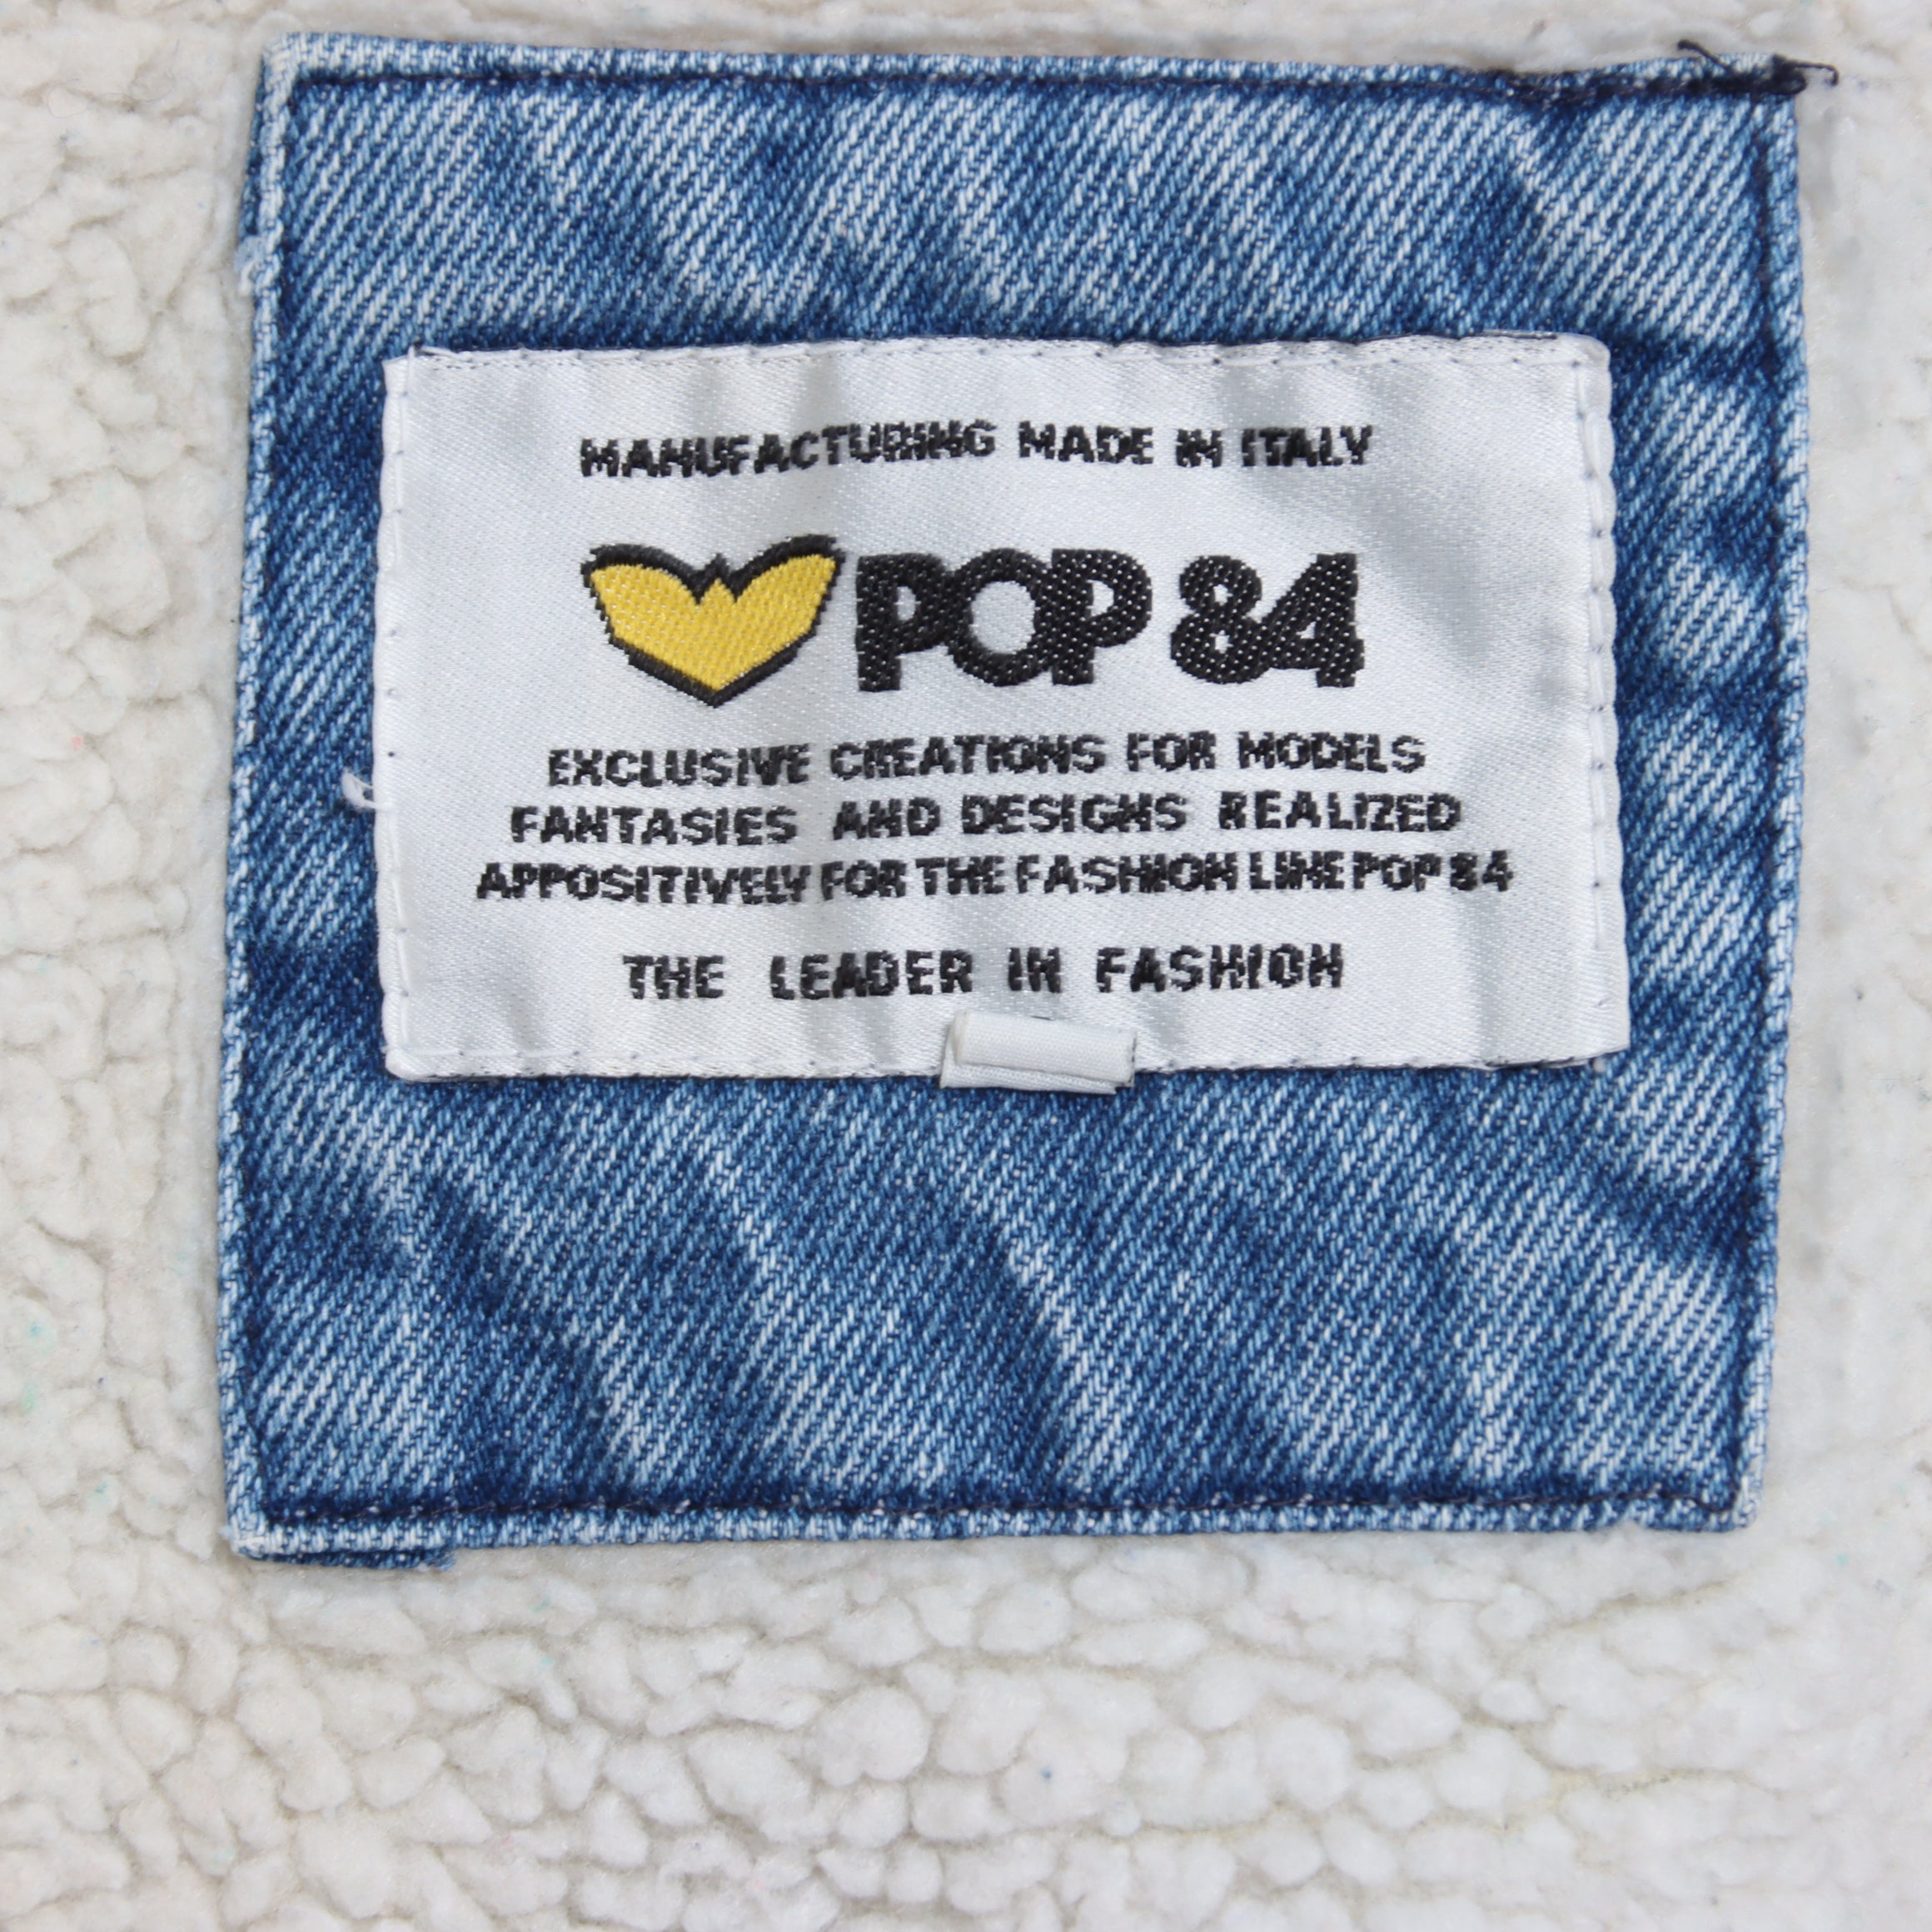 MANUFACTURING MADE IN ITALY
POP 84
EXCLUSIVE CREATIONS FOR MODELS
FANTASIES AND DESIGNS REALIZED
APPOSITIVELY FOR THE FASHION LINE POP 84
THE LEADER IN FASHION